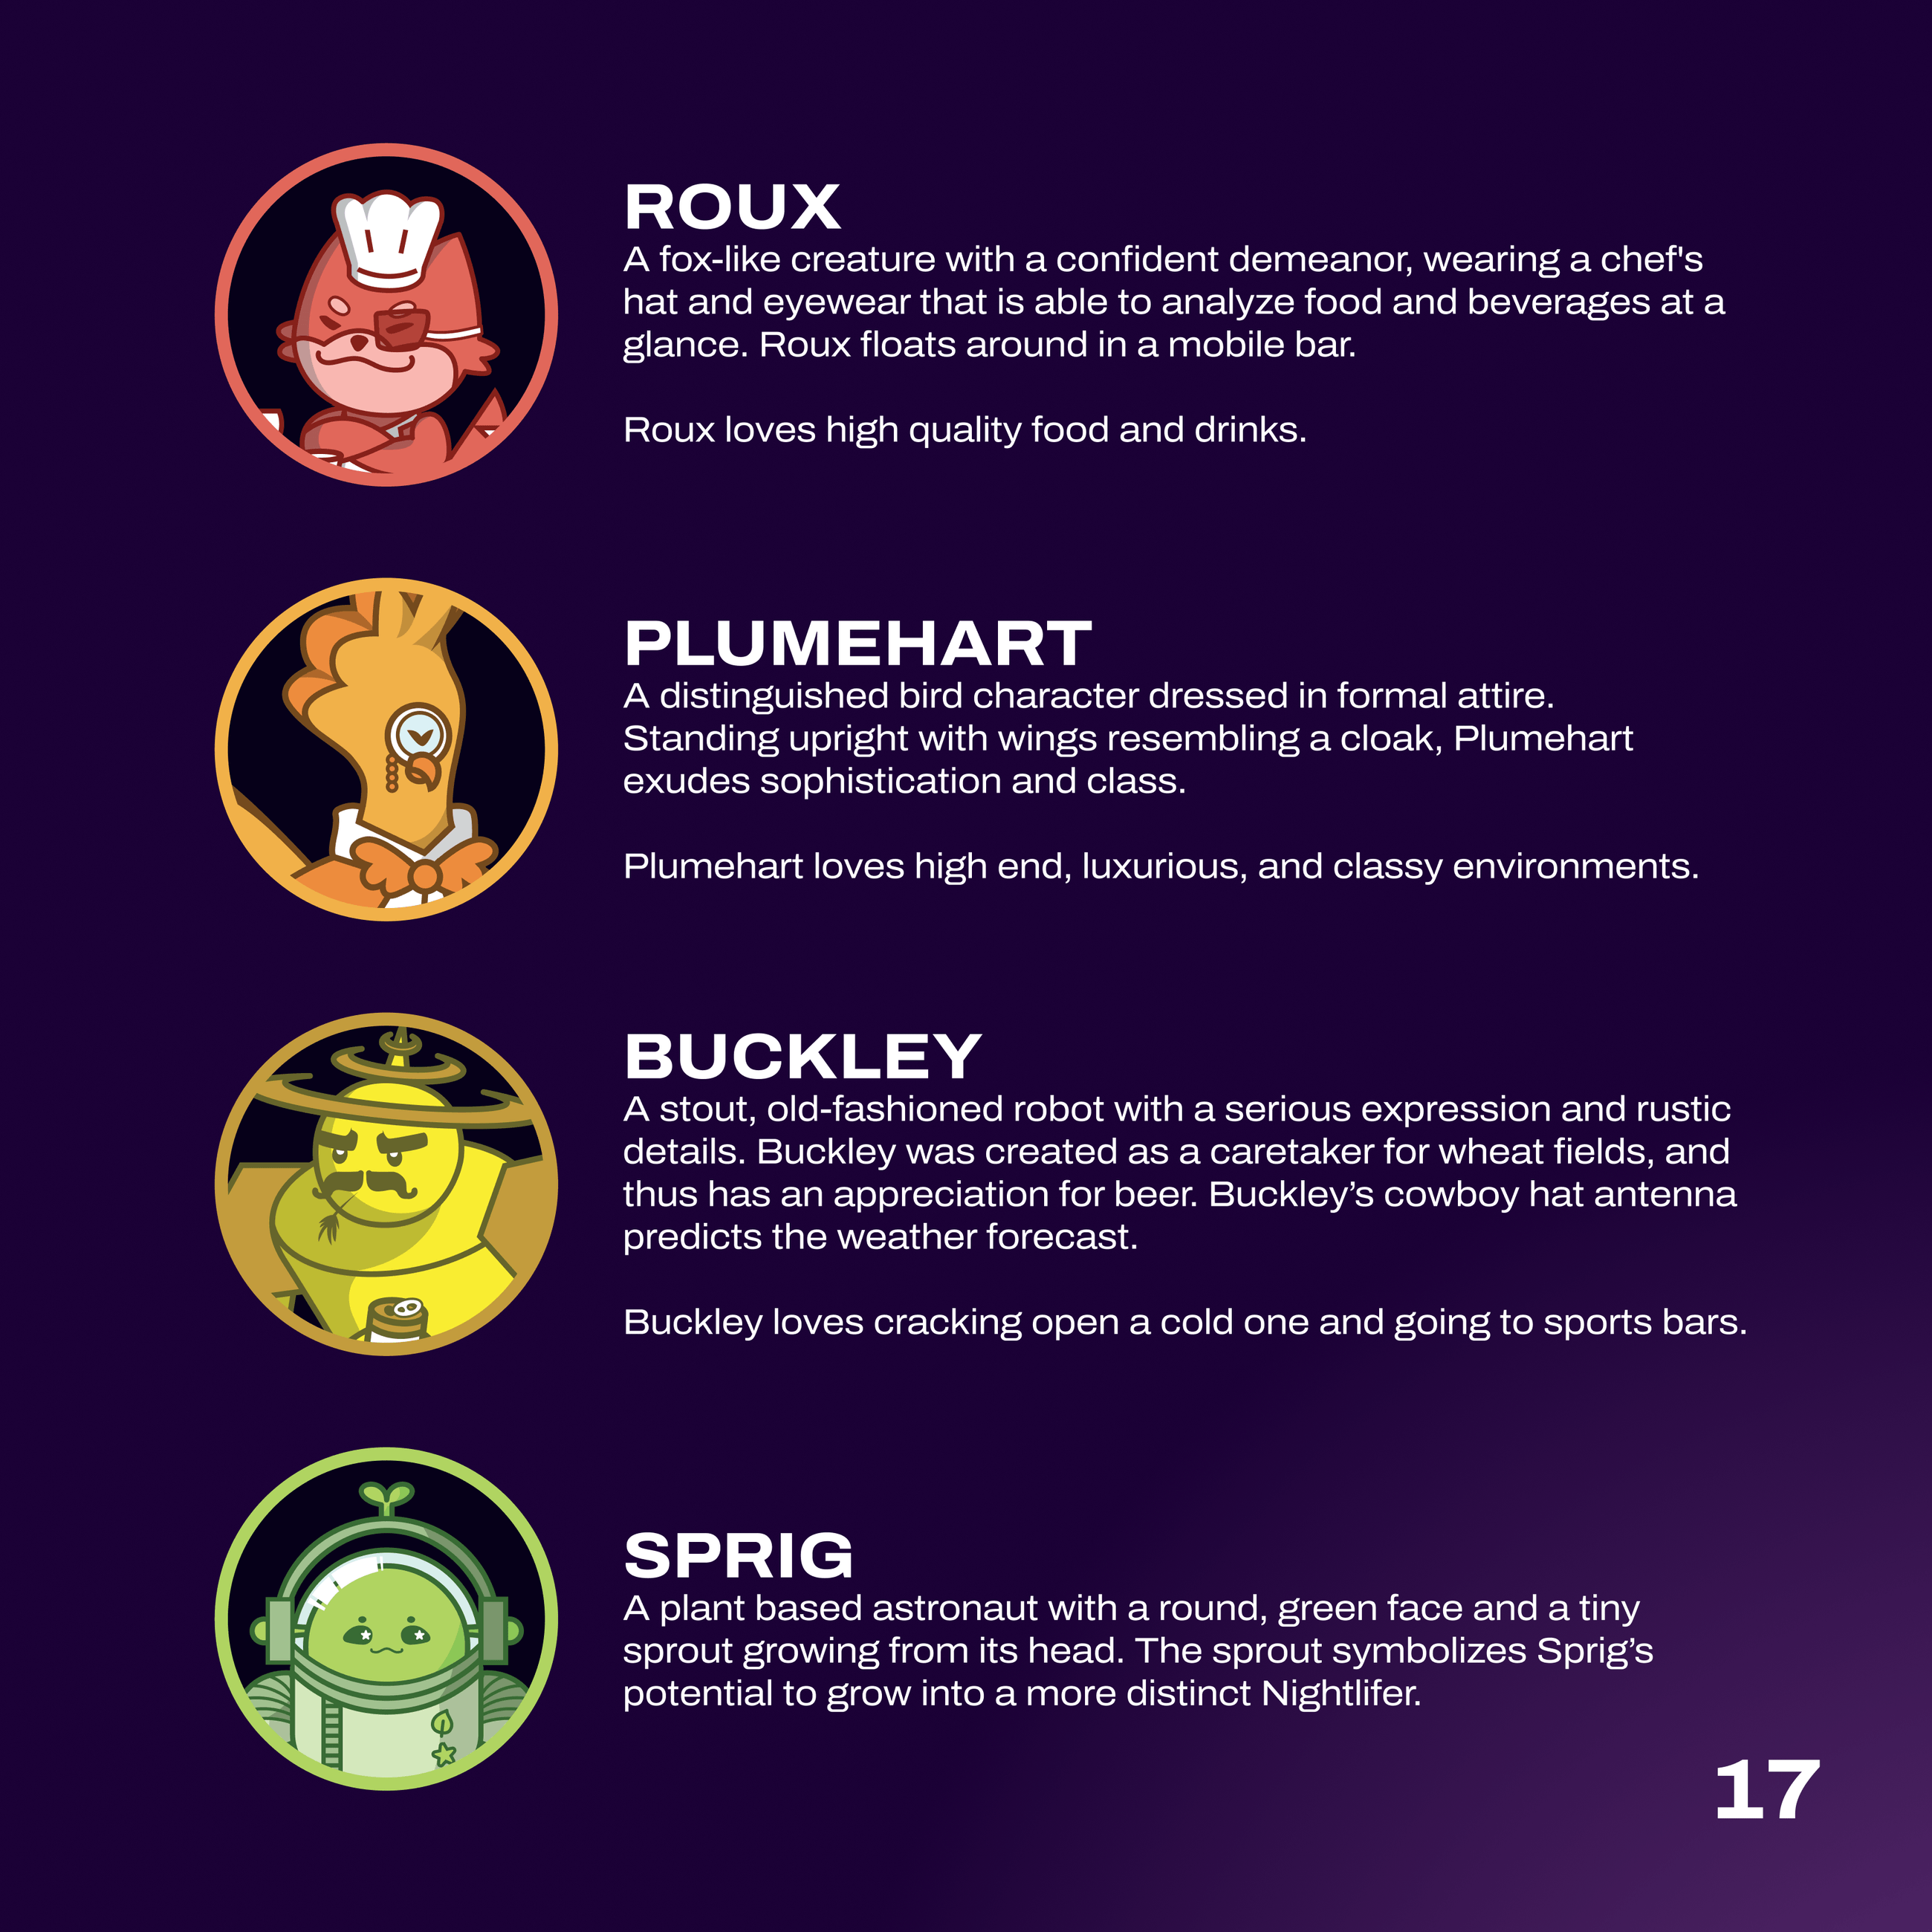 ROUX
A fox-like creature with a confident demeanor, wearing a chef's
hat and eyewear that is able to analyze food and beverages at a
glance. Roux floats around in a mobile bar.
Roux loves high quality food and drinks.
PLUMEHART
A distinguished bird character dressed in formal attire.
Standing upright with wings resembling a cloak, Plumehart
exudes sophistication and class.
Plumehart loves high end, luxurious, and classy environments.
BUCKLEY
A stout, old-fashioned robot with a serious expression and rustic
details. Buckley was created as a caretaker for wheat fields, and
thus has an appreciation for beer. Buckley’s cowboy hat antenna
predicts the weather forecast.
Buckley loves cracking open a cold one and going to sports bars.
SPRIG
A plant based astronaut with a round, green face and a tiny
sprout growing from its head. The sprout symbolizes Sprig’s
potential to grow into a more distinct Nightlifer.
17